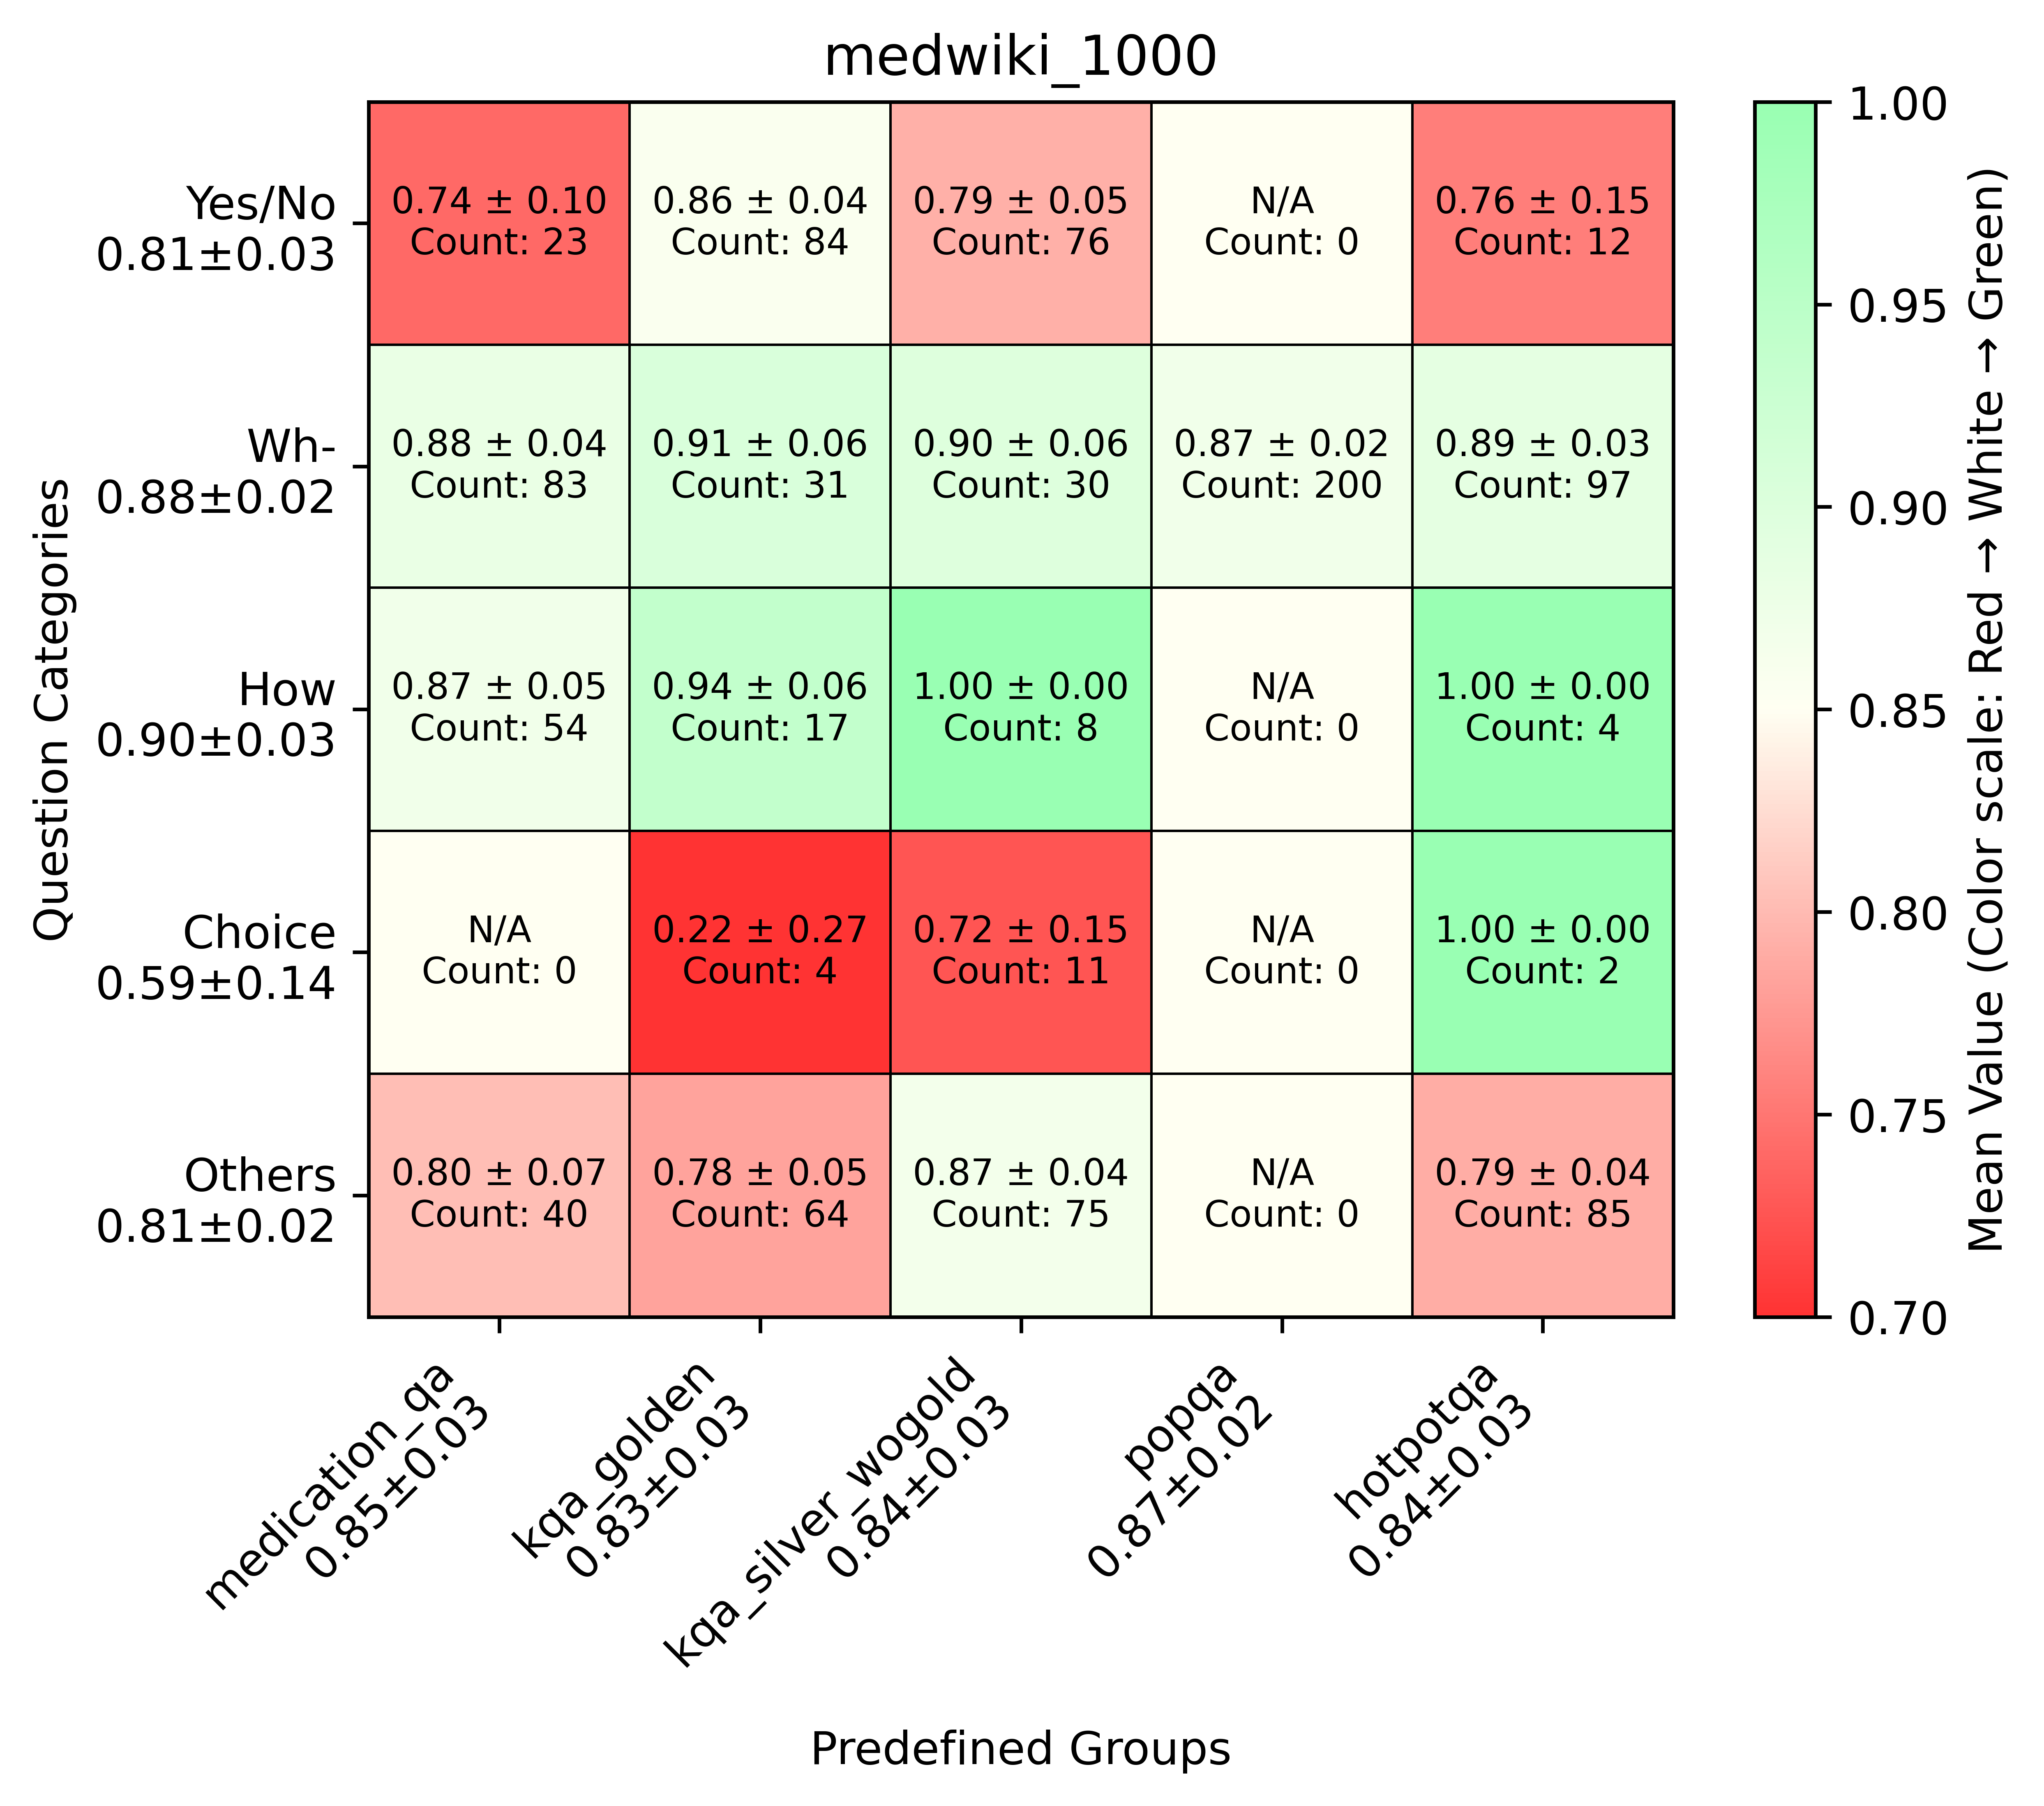 medwiki_1000
Question Categories
Yes/No
0.81±0.03
0.74 ± 0.10
Count: 23
0.86 ± 0.04
Count: 84
0.79 ± 0.05
Count: 76
N/A
Count: 0
0.76 ± 0.15
Count: 12
Wh-
0.88±0.02
0.88 ± 0.04
Count: 83
0.91 ± 0.06
Count: 31
0.90 ± 0.06
Count: 30
0.87 ± 0.02
Count: 200
0.89 ± 0.03
Count: 97
How
0.90±0.03
0.87 ± 0.05
Count: 54
0.94 ± 0.06
Count: 17
1.00 ± 0.00
Count: 8
N/A
Count: 0
1.00 ± 0.00
Count: 4
Choice
0.59±0.14
N/A
Count: 0
0.22 ± 0.27
Count: 4
0.72 ± 0.15
Count: 11
N/A
Count: 0
1.00 ± 0.00
Count: 2
Others
0.81±0.02
0.80 ± 0.07
Count: 40
0.78 ± 0.05
Count: 64
0.87 ± 0.04
Count: 75
N/A
Count: 0
0.79 ± 0.04
Count: 85
medication_qa
0.85±0.03
kqa_golden
0.83±0.03
kqa_silver_wogold
0.84±0.03
popqa
0.87±0.02
hotpotqa
0.84±0.03
Predefined Groups
1.00
0.95
0.90
0.85
0.80
0.75
0.70
Mean Value (Color scale: Red → White → Green)